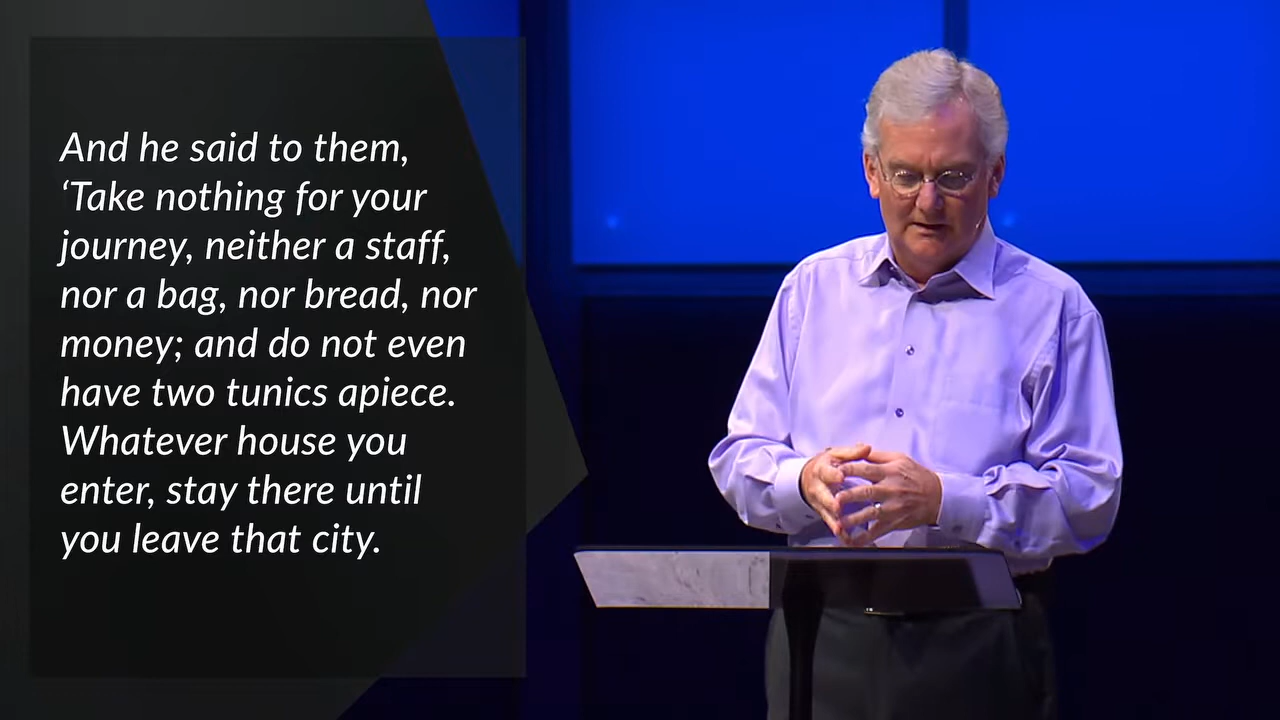 And he said to them,
‘Take nothing for your
journey, neither a staff,
nor a bag, nor bread, nor
money; and do not even
have two tunics apiece.
Whatever house you
enter, stay there until
you leave that city.